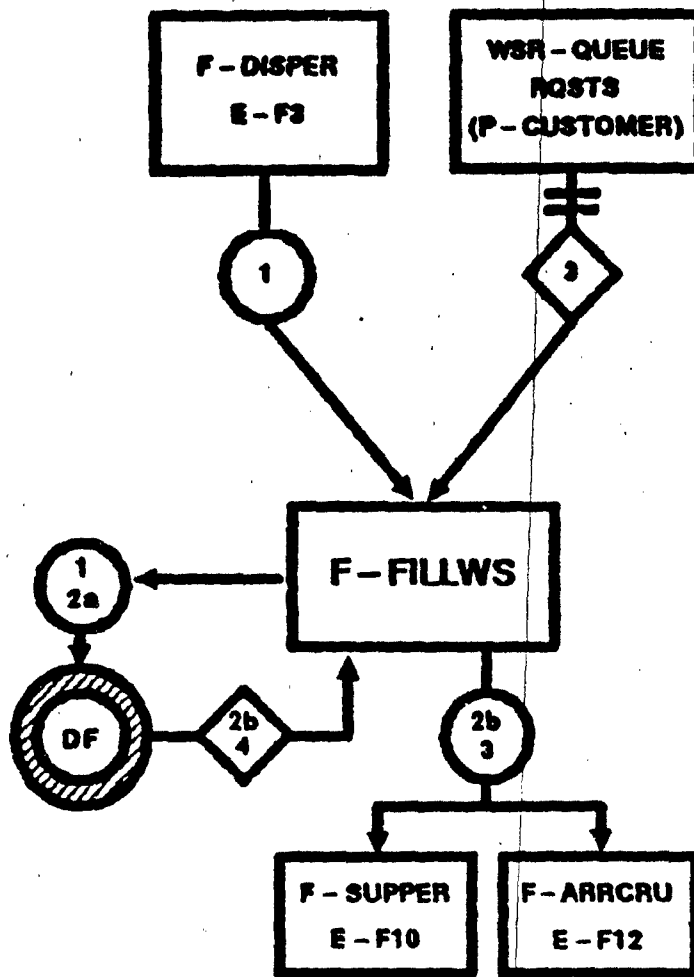 F – DISPER
E – F3
WSR – QUEUE
RQSTS
(P – CUSTOMER)
1
2
F – FILLWS
1
2a
DF
2b
4
2b
3
F – SUPPER
E – F10
F – ARRCRU
E – F12